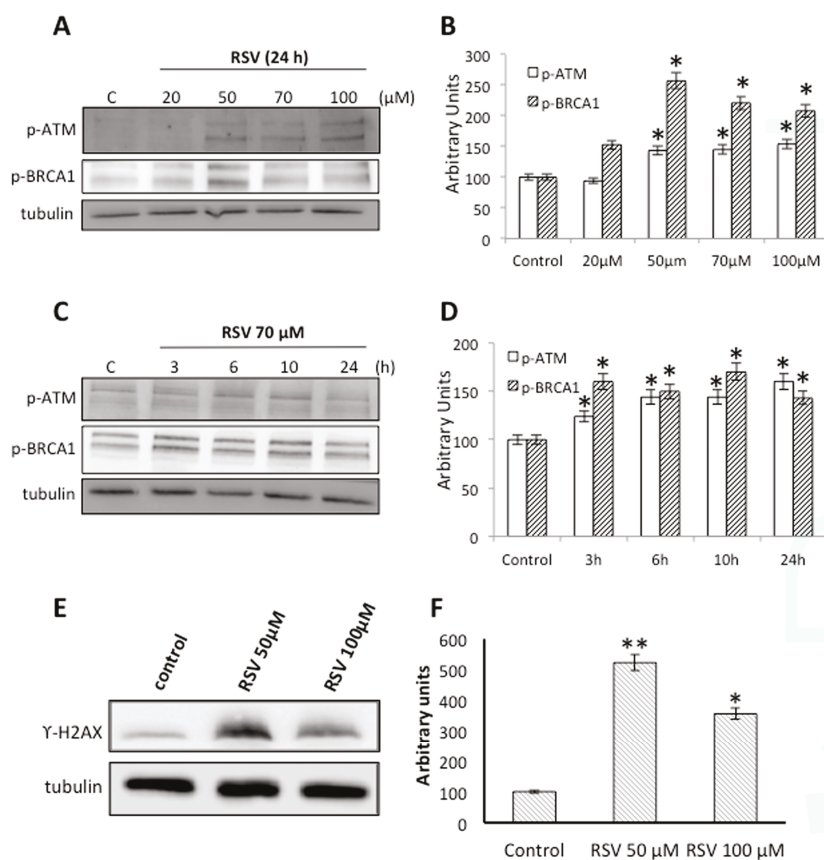 A
RSV (24 h)
C 20 50 70 100 (μM)
p-ATM
p-BRCA1
tubulin
B
300
250
200
150
100
50
0
Arbitrary Units
p-ATM
p-BRCA1
* * * * * *
Control 20μM 50μm 70μM 100μM
C
RSV 70 μM
C 3 6 10 24 (h)
p-ATM
p-BRCA1
tubulin
D
200
150
100
50
0
Arbitrary Units
p-ATM
p-BRCA1
* * * * * * * *
Control 3h 6h 10h 24h
E
control RSV 50μM RSV 100μM
ϒ-H2AX
tubulin
F
600
500
400
300
200
100
0
Arbitrary units
** *
Control RSV 50 μM RSV 100 μM